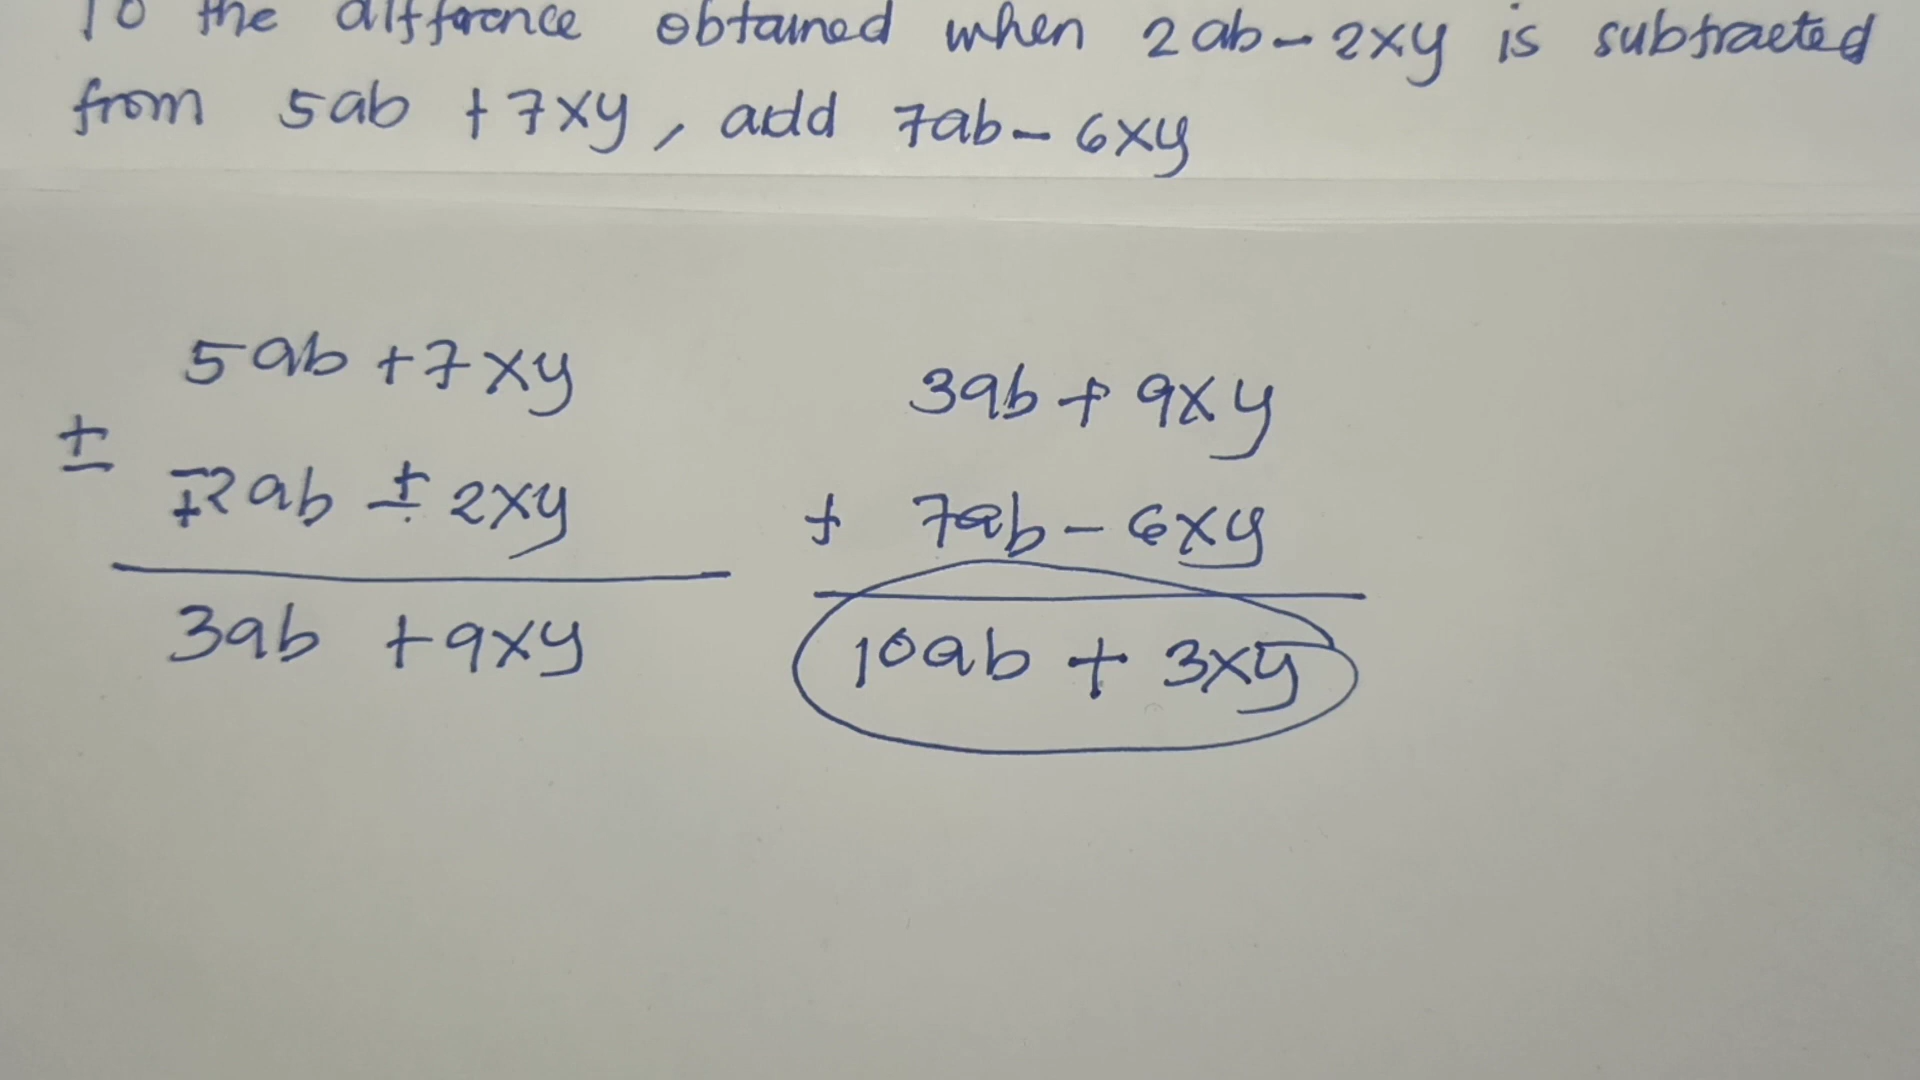 To the difference obtained when 2ab - 2xy is subtracted
from 5ab + 7xy, add 7ab - 6xy
5ab + 7xy
±
∓2ab ± 2xy
3ab + 9xy
3ab + 9xy
+ 7ab - 6xy
10ab + 3xy